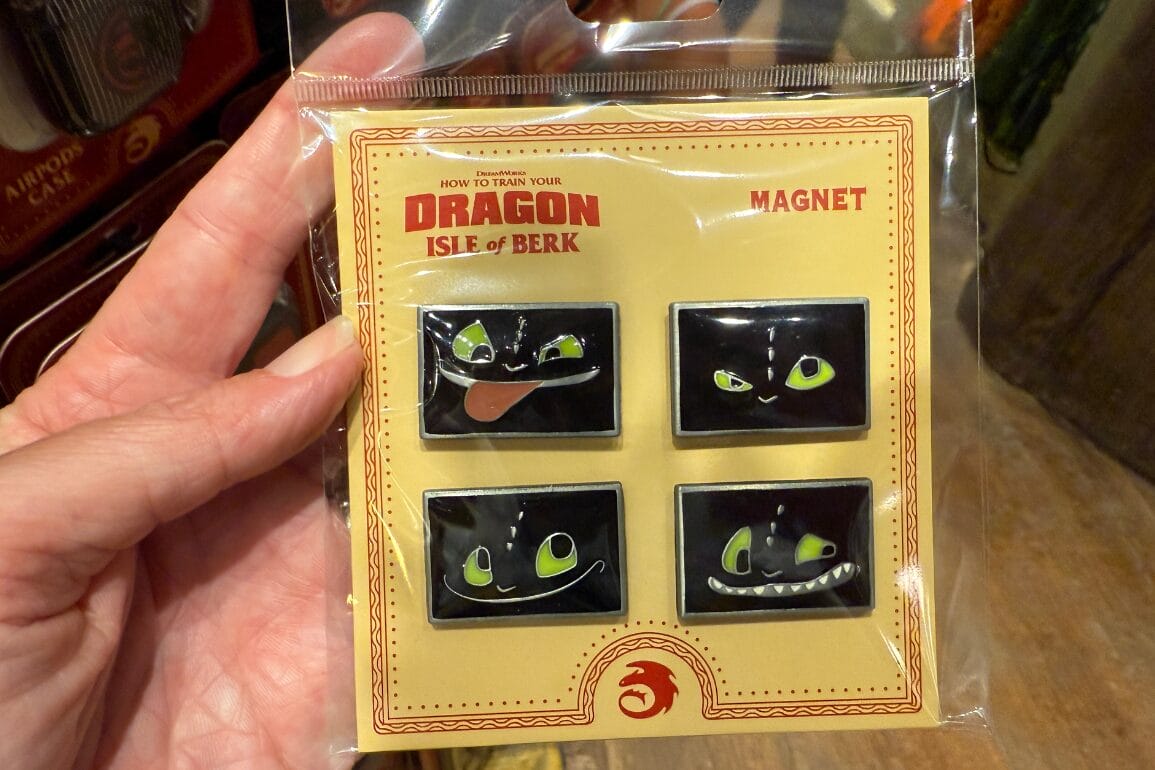 DREAMWORKS
HOW TO TRAIN YOUR
DRAGON
ISLE of BERK
MAGNET
AIRPODS
CASE